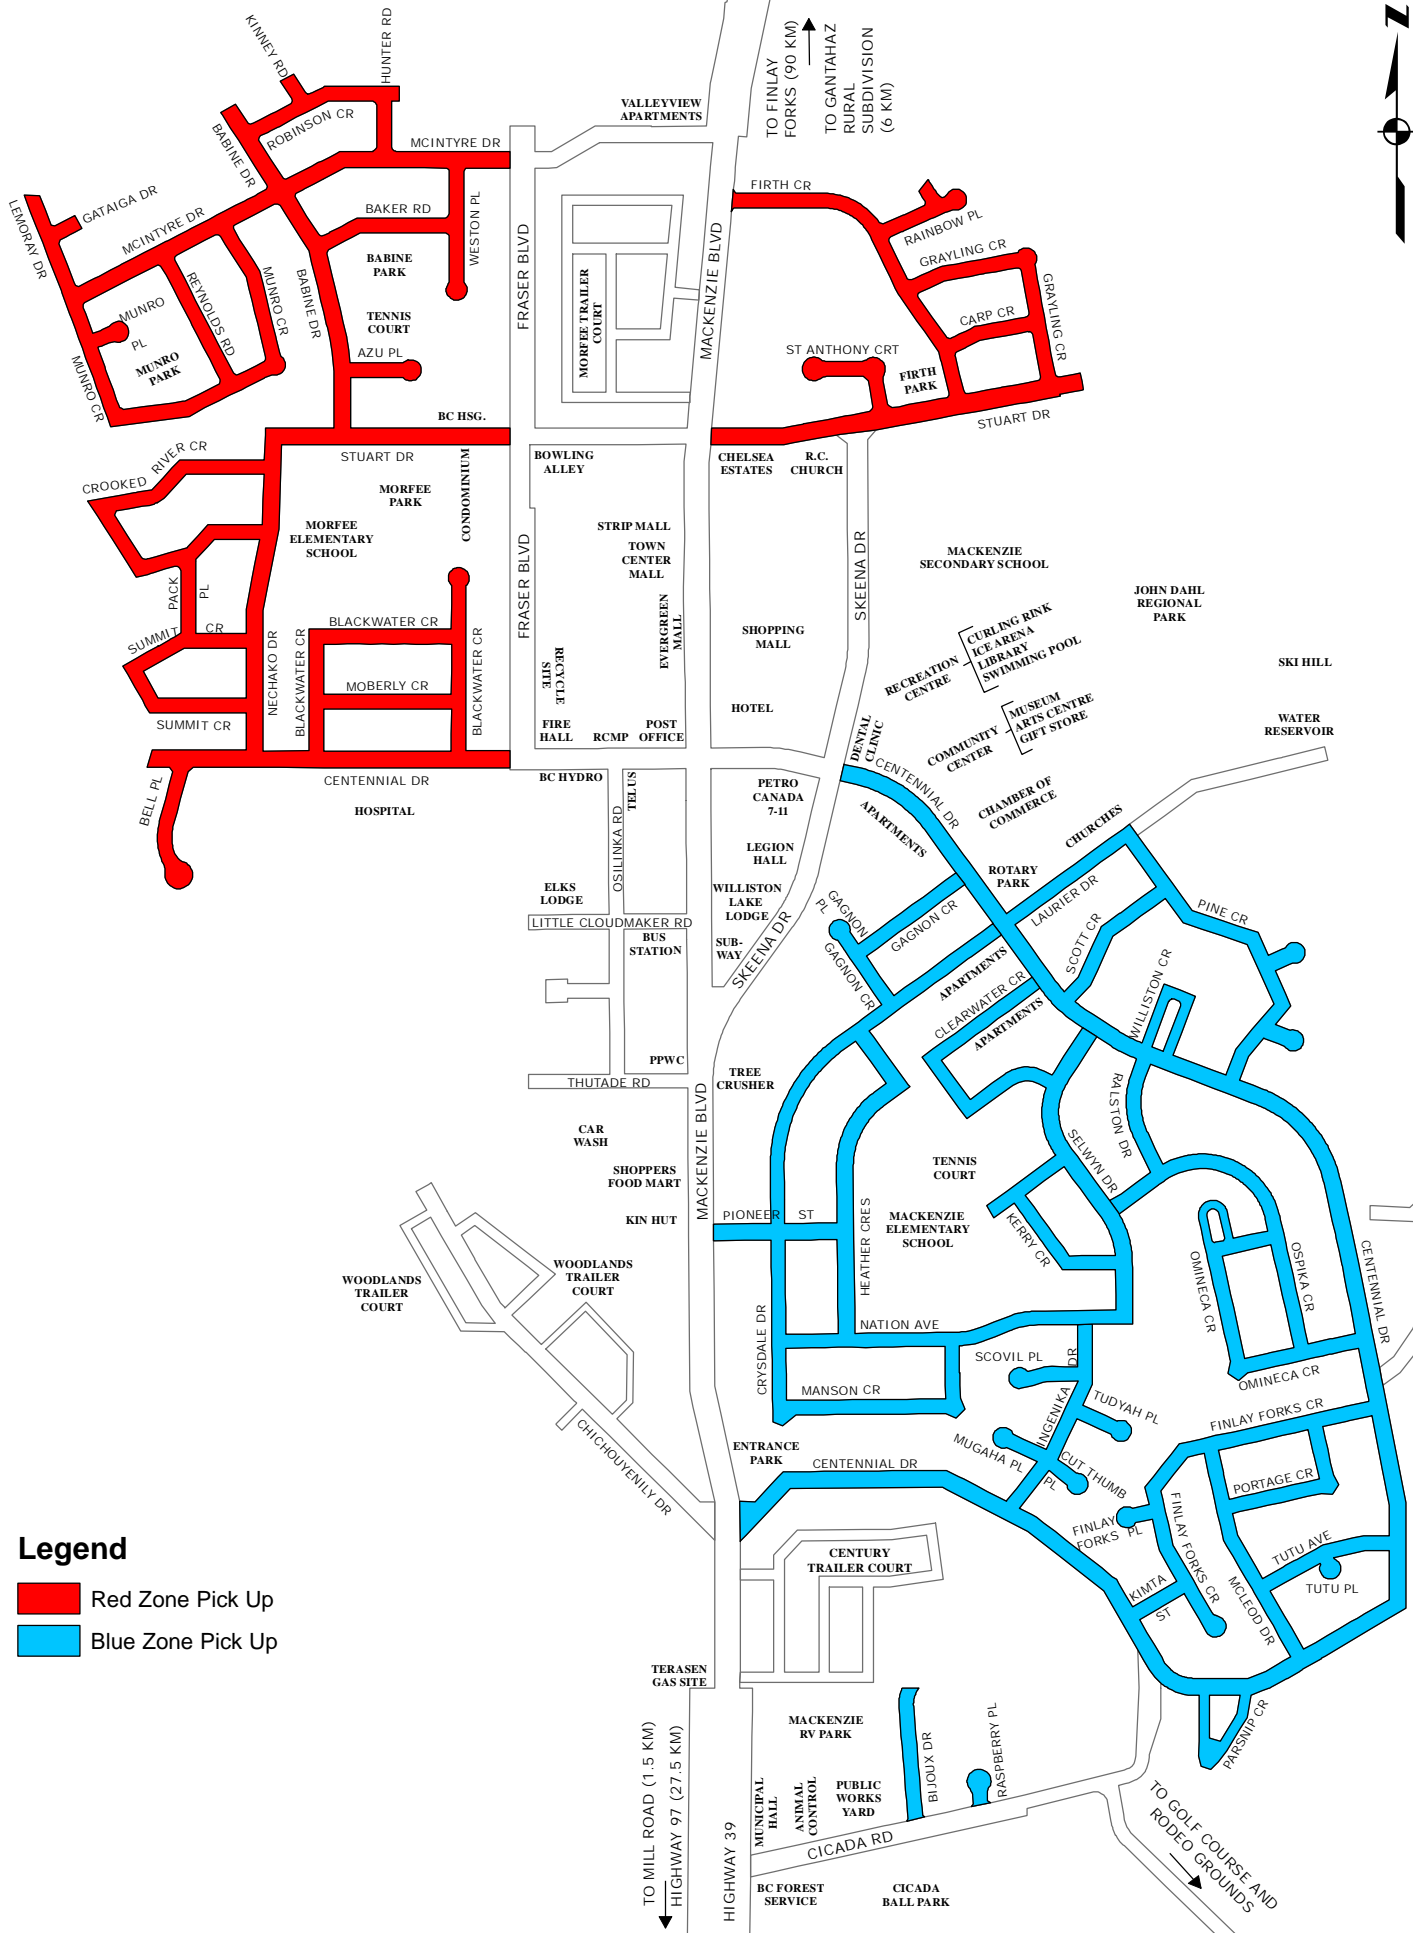 N
TO FINLAY
FORKS (90 KM)
TO GANTAHAZ
RURAL
SUBDIVISION
(6 KM)
KINNEY RD
HUNTER RD
VALLEYVIEW
APARTMENTS
ROBINSON CR
BABINE DR
MCINTYRE DR
FIRTH CR
GATAIGA DR
LEMORAY DR
MCINTYRE DR
BAKER RD
WESTON PL
RAINBOW PL
GRAYLING CR
FRASER BLVD
MACKENZIE BLVD
BABINE
PARK
MUNRO
PL
REYNOLDS RD
MUNRO CR
BABINE DR
TENNIS
COURT
MORFEE TRAILER
COURT
CARP CR
GRAYLING CR
AZU PL
ST ANTHONY CRT
MUNRO
PARK
MUNRO CR
FIRTH
PARK
BC HSG.
STUART DR
RIVER CR
CROOKED
STUART DR
BOWLING
ALLEY
CHELSEA
ESTATES
R.C.
CHURCH
MORFEE
PARK
CONDOMINIUM
MORFEE
ELEMENTARY
SCHOOL
STRIP MALL
TOWN
CENTER
MALL
FRASER BLVD
SKEENA DR
MACKENZIE
SECONDARY SCHOOL
JOHN DAHL
REGIONAL
PARK
PACK
PL
SUMMIT
CR
NECHAKO DR
BLACKWATER CR
BLACKWATER CR
BLACKWATER CR
EVERGREEN
MALL
SHOPPING
MALL
RECREATION
CENTRE
CURLING RINK
ICE ARENA
LIBRARY
SWIMMING POOL
SKI HILL
RECYCLE
SITE
MOBERLY CR
SUMMIT CR
HOTEL
FIRE
HALL
RCMP
POST
OFFICE
DENTAL
CLINIC
COMMUNITY
CENTER
MUSEUM
ARTS CENTRE
GIFT STORE
WATER
RESERVOIR
BELL PL
CENTENNIAL DR
HOSPITAL
BC HYDRO
TELUS
OSILINKA RD
PETRO
CANADA
7-11
CENTENNIAL DR
APARTMENTS
CHAMBER OF
COMMERCE
CHURCHES
LEGION
HALL
ROTARY
PARK
ELKS
LODGE
WILLISTON
LAKE
LODGE
LITTLE CLOUDMAKER RD
BUS
STATION
SUB-
WAY
SKEENA DR
GAGNON
PL
GAGNON CR
GAGNON CR
LAURIER DR
SCOTT CR
PINE CR
APARTMENTS
CLEARWATER CR
APARTMENTS
WILLISTON CR
PPWC
THUTADE RD
TREE
CRUSHER
MACKENZIE BLVD
RALSTON DR
CAR
WASH
SHOPPERS
FOOD MART
KIN HUT
PIONEER ST
TENNIS
COURT
SELWYN DR
MACKENZIE
ELEMENTARY
SCHOOL
HEATHER CRES
KERRY CR
OMINECA CR
OSPIKA CR
CENTENNIAL DR
WOODLANDS
TRAILER
COURT
WOODLANDS
TRAILER
COURT
CRYSDALE DR
NATION AVE
SCOVIL PL
INGENIKA DR
MANSON CR
TUDYAH PL
OMINECA CR
FINLAY FORKS CR
CHICHOUYENILY DR
ENTRANCE
PARK
CENTENNIAL DR
MUGAHA PL
CUT THUMB
PL
PORTAGE CR
FINLAY
FORKS PL
FINLAY FORKS CR
TUTU AVE
TUTU PL
KIMTA
ST
MCLEOD DR
CENTURY
TRAILER COURT
Legend
Red Zone Pick Up
Blue Zone Pick Up
TERASEN
GAS SITE
PARSNIP CR
MACKENZIE
RV PARK
BIJOUX DR
RASPBERRY PL
TO MILL ROAD (1.5 KM)
HIGHWAY 97 (27.5 KM)
HIGHWAY 39
MUNICIPAL
HALL
ANIMAL
CONTROL
PUBLIC
WORKS
YARD
CICADA RD
TO GOLF COURSE AND
RODEO GROUNDS
BC FOREST
SERVICE
CICADA
BALL PARK